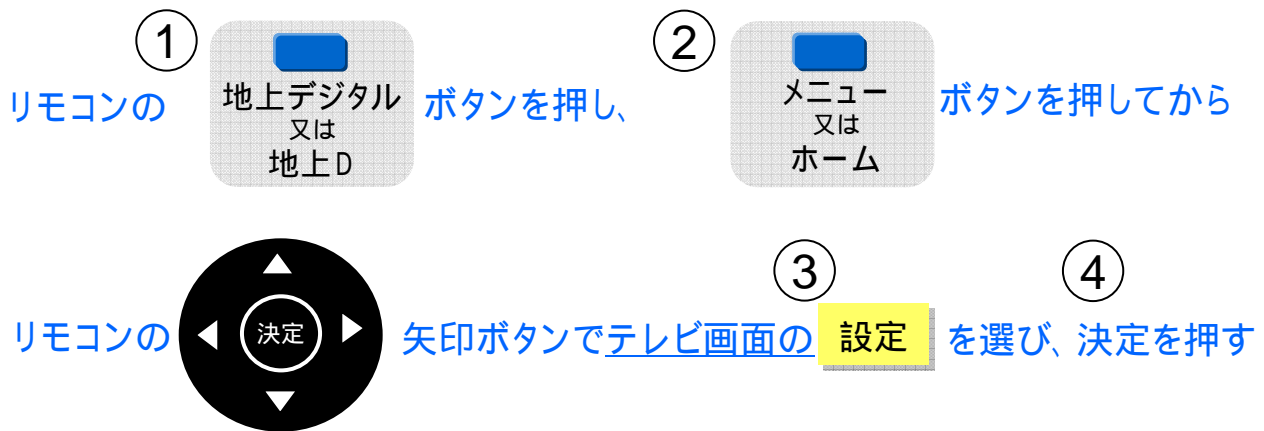 ①
②
リモコンの 地上デジタル 又は 地上D ボタンを押し、 メニュー 又は ホーム ボタンを押してから
③
④
リモコンの 決定 矢印ボタンでテレビ画面の 設定 を選び、決定を押す